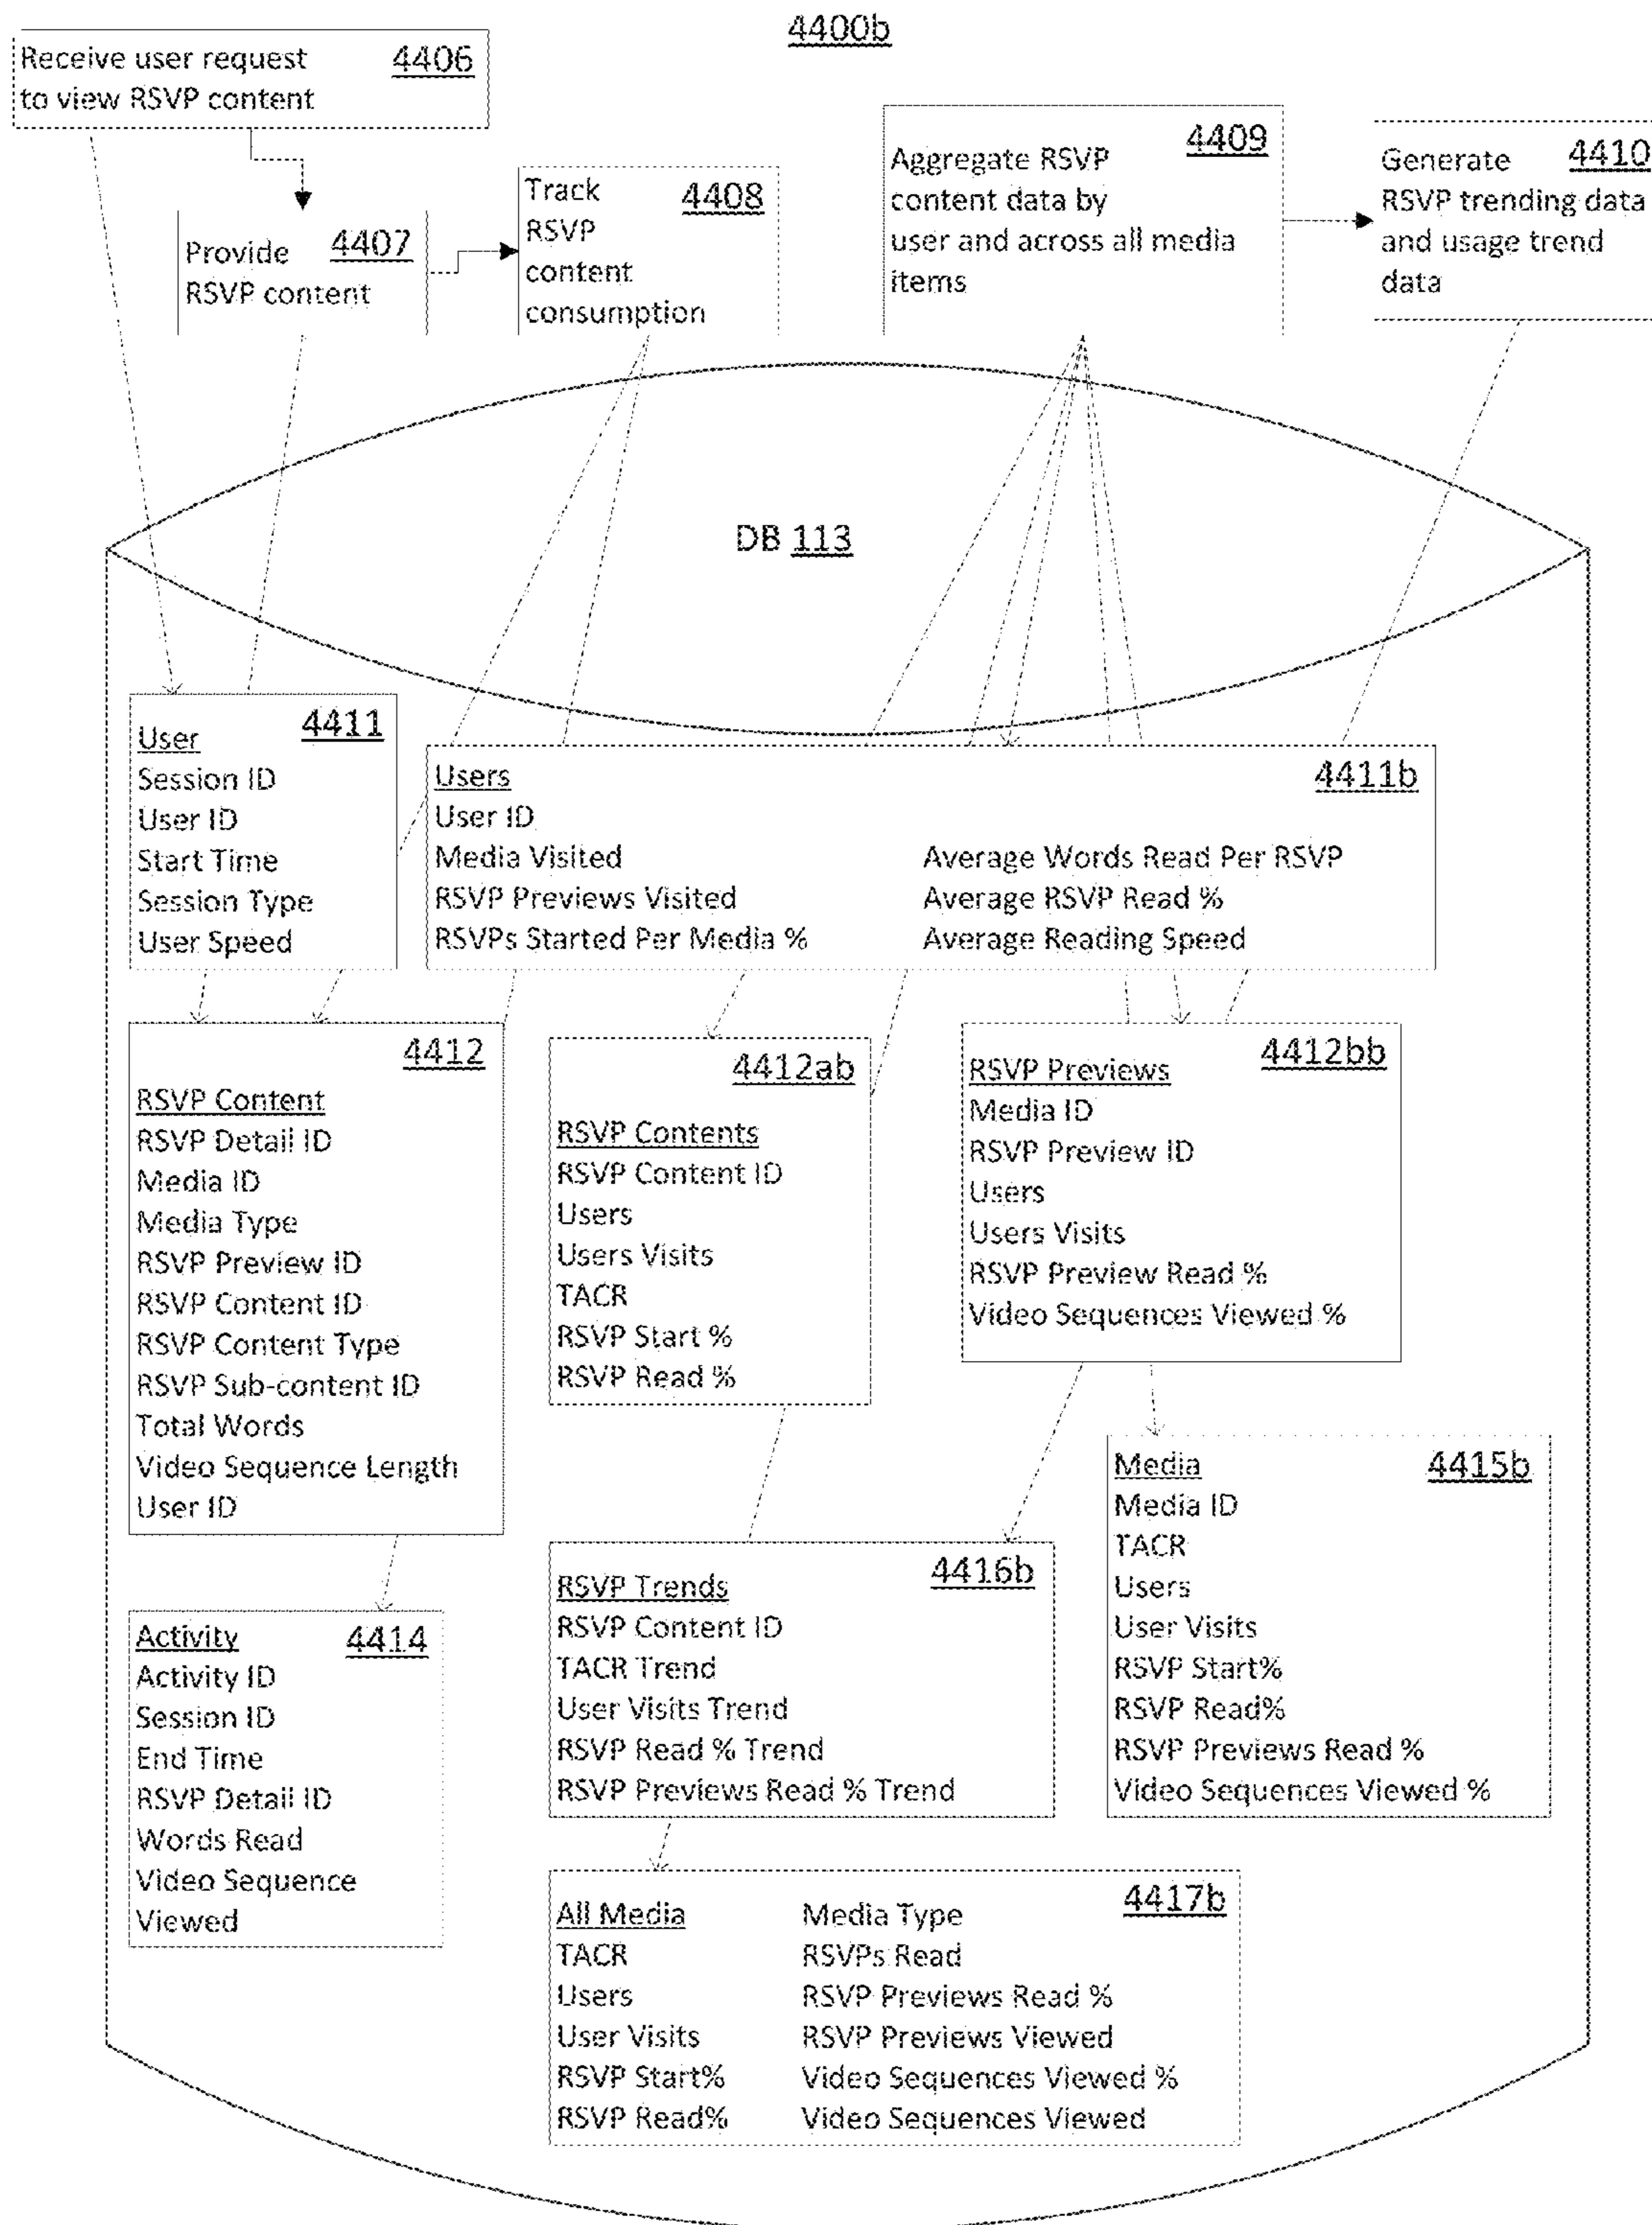 4400b
Receive user request 4406
to view RSVP content
Provide 4407
RSVP content
Track 4408
RSVP
content
consumption
Aggregate RSVP 4409
content data by
user and across all media
items
Generate 4410
RSVP trending data
and usage trend
data
DB 113
4411
User
Session ID
User ID
Start Time
Session Type
User Speed
Users 4411b
User ID
Media Visited
RSVP Previews Visited
RSVPs Started Per Media %
Average Words Read Per RSVP
Average RSVP Read %
Average Reading Speed
4412
RSVP Content
RSVP Detail ID
Media ID
Media Type
RSVP Preview ID
RSVP Content ID
RSVP Content Type
RSVP Sub-content ID
Total Words
Video Sequence Length
User ID
4412ab
RSVP Contents
RSVP Content ID
Users
Users Visits
TACR
RSVP Start %
RSVP Read %
4412bb
RSVP Previews
Media ID
RSVP Preview ID
Users
Users Visits
RSVP Preview Read %
Video Sequences Viewed %
Media 4415b
Media ID
TACR
Users
User Visits
RSVP Start%
RSVP Read%
RSVP Previews Read %
Video Sequences Viewed %
4416b
RSVP Trends
RSVP Content ID
TACR Trend
User Visits Trend
RSVP Read % Trend
RSVP Previews Read % Trend
Activity 4414
Activity ID
Session ID
End Time
RSVP Detail ID
Words Read
Video Sequence
Viewed
4417b
All Media
TACR
Users
User Visits
RSVP Start%
RSVP Read%
Media Type
RSVPs Read
RSVP Previews Read %
RSVP Previews Viewed
Video Sequences Viewed %
Video Sequences Viewed